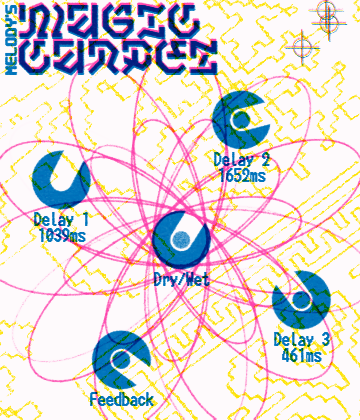 MELODY'S
MAGIC
GARDEN
Delay 2
1652ms
Delay 1
1039ms
Dry/Wet
Delay 3
461ms
Feedback